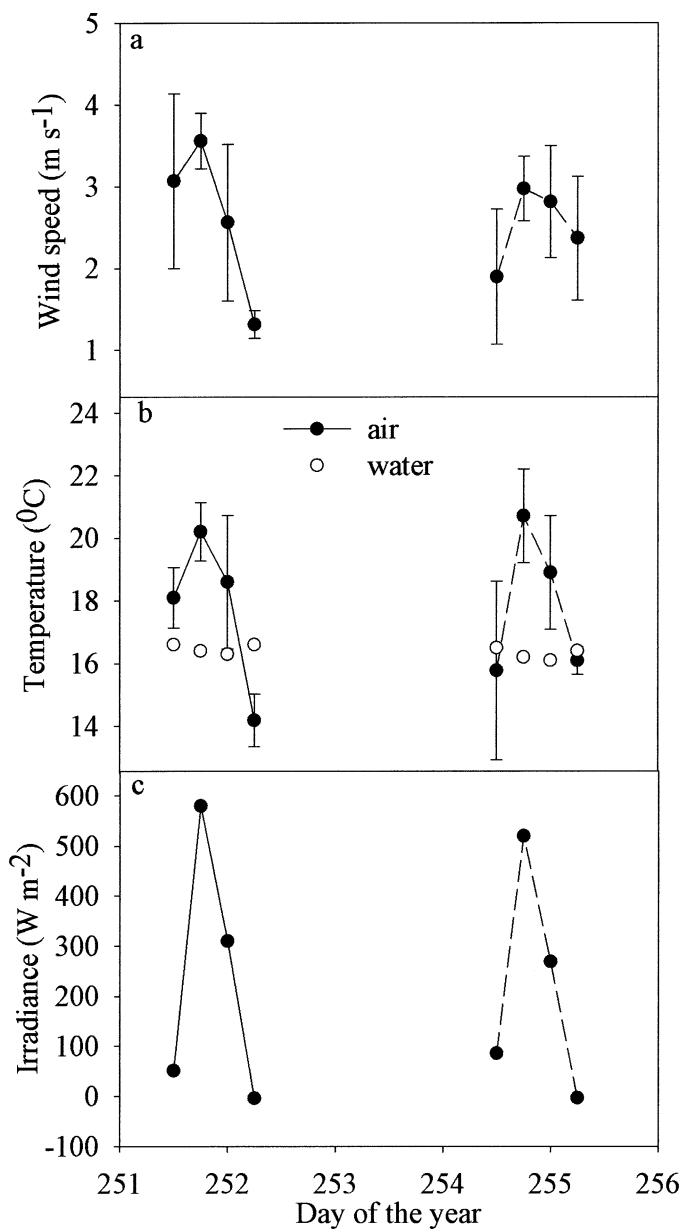 a
5
4
3
2
1
Wind speed (m s-1)
b
air
water
24
22
20
18
16
14
Temperature (0C)
c
600
500
400
300
200
100
0
-100
Irradiance (W m-2)
251 252 253 254 255 256
Day of the year